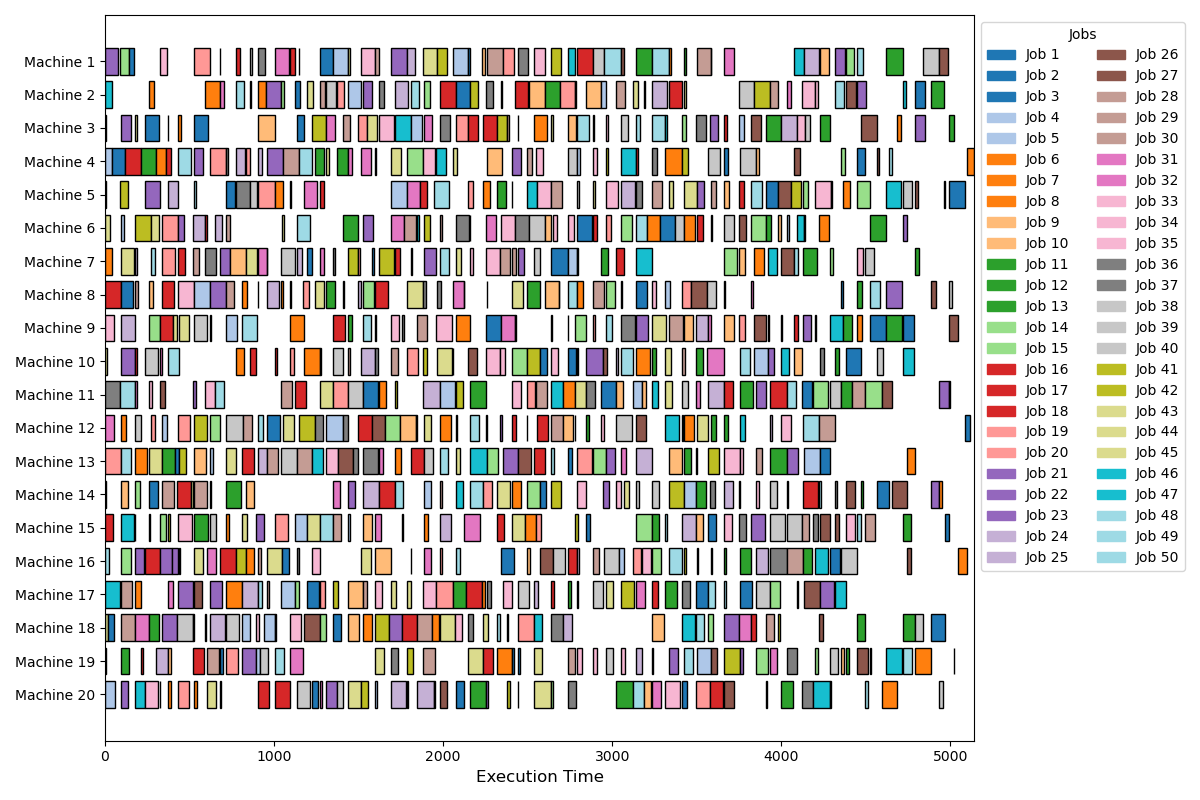 Machine 1
Machine 2
Machine 3
Machine 4
Machine 5
Machine 6
Machine 7
Machine 8
Machine 9
Machine 10
Machine 11
Machine 12
Machine 13
Machine 14
Machine 15
Machine 16
Machine 17
Machine 18
Machine 19
Machine 20
0 1000 2000 3000 4000 5000
Execution Time
Jobs
Job 1
Job 2
Job 3
Job 4
Job 5
Job 6
Job 7
Job 8
Job 9
Job 10
Job 11
Job 12
Job 13
Job 14
Job 15
Job 16
Job 17
Job 18
Job 19
Job 20
Job 21
Job 22
Job 23
Job 24
Job 25
Job 26
Job 27
Job 28
Job 29
Job 30
Job 31
Job 32
Job 33
Job 34
Job 35
Job 36
Job 37
Job 38
Job 39
Job 40
Job 41
Job 42
Job 43
Job 44
Job 45
Job 46
Job 47
Job 48
Job 49
Job 50